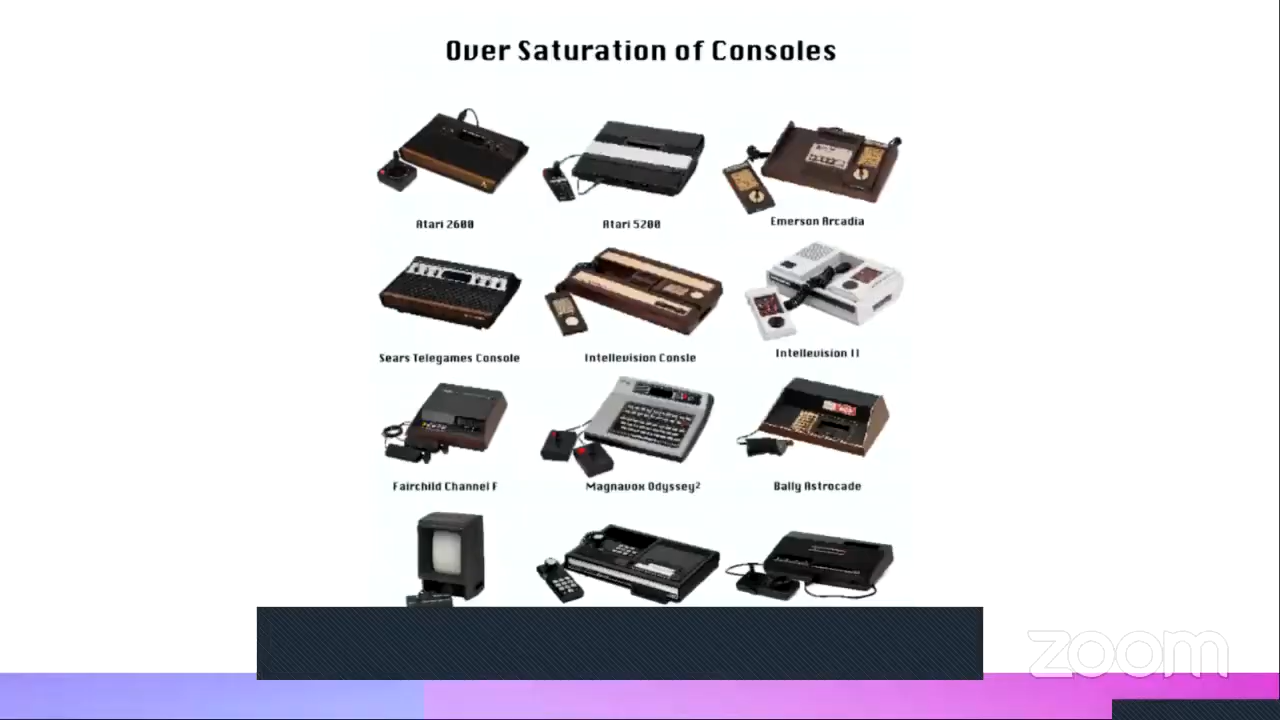 Over Saturation of Consoles
Atari 2600
Atari 5200
Emerson Arcadia
Sears Telegames Console
Intellevision Consle
Intellevision II
Fairchild Channel F
Magnavox Odyssey²
Bally Astrocade
zoom